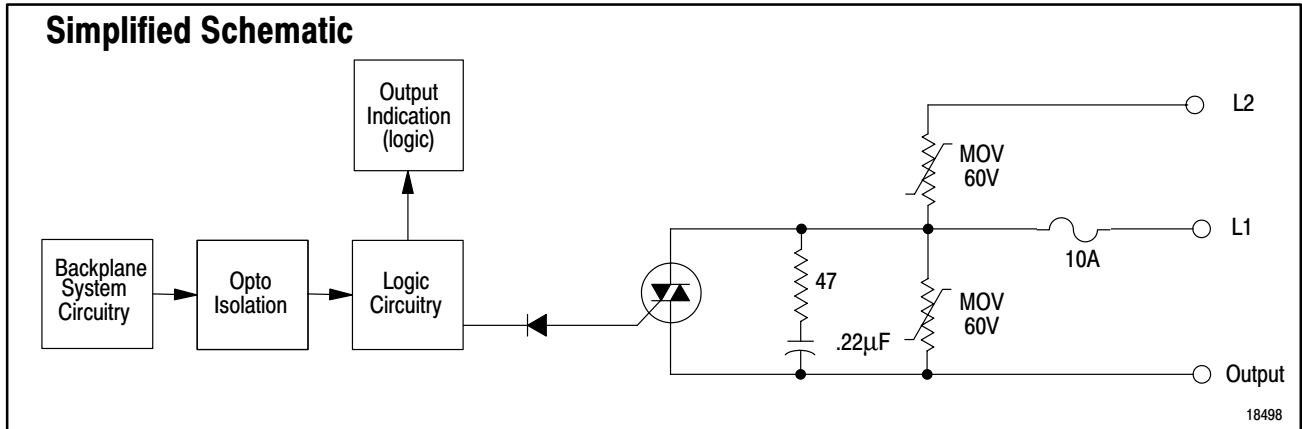 Simplified Schematic
Output
Indication
(logic)
L2
MOV
60V
L1
10A
Backplane
System
Circuitry
Opto
Isolation
Logic
Circuitry
47
MOV
60V
.22μF
Output
18498